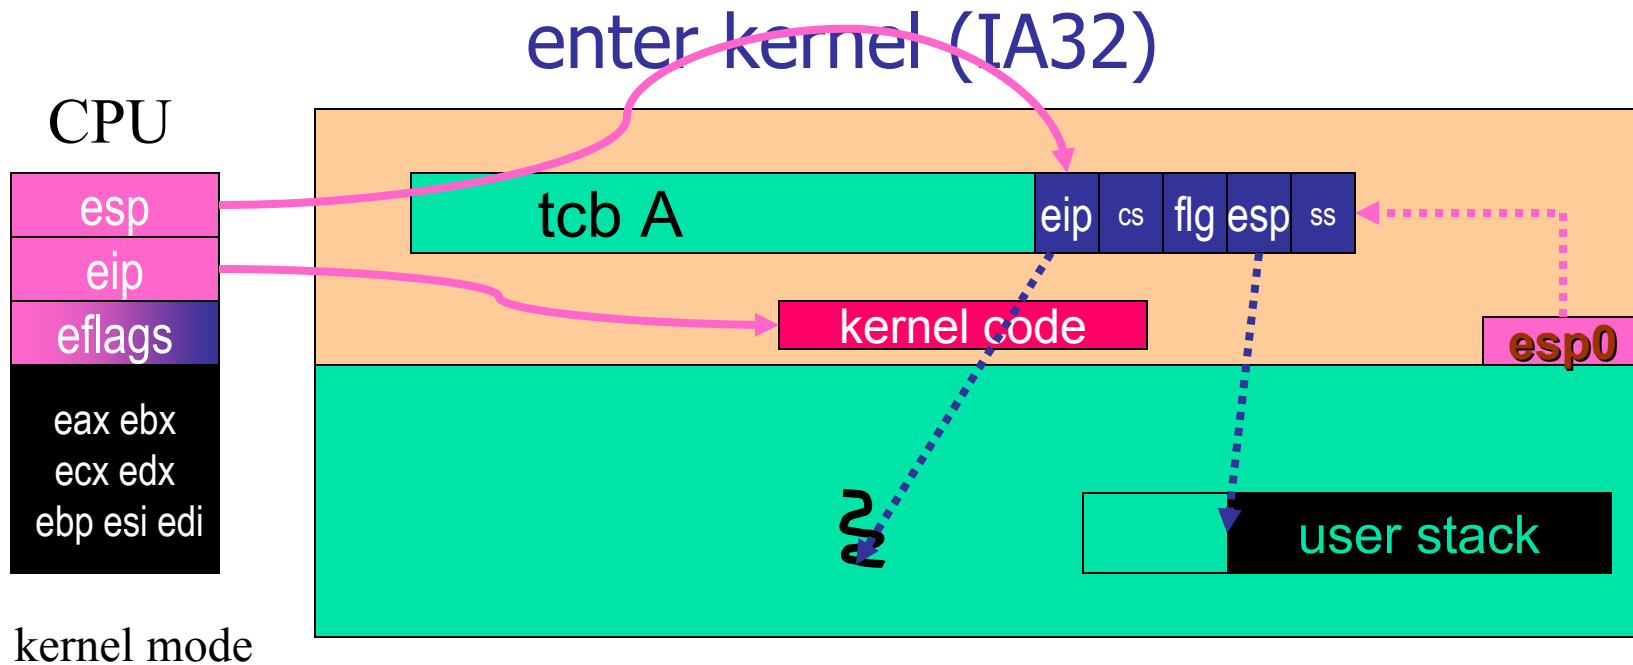 enter kernel (IA32)
CPU
esp
eip
eflags
eax ebx
ecx edx
ebp esi edi
kernel mode
tcb A
eip cs flg esp ss
kernel code
esp0
user stack